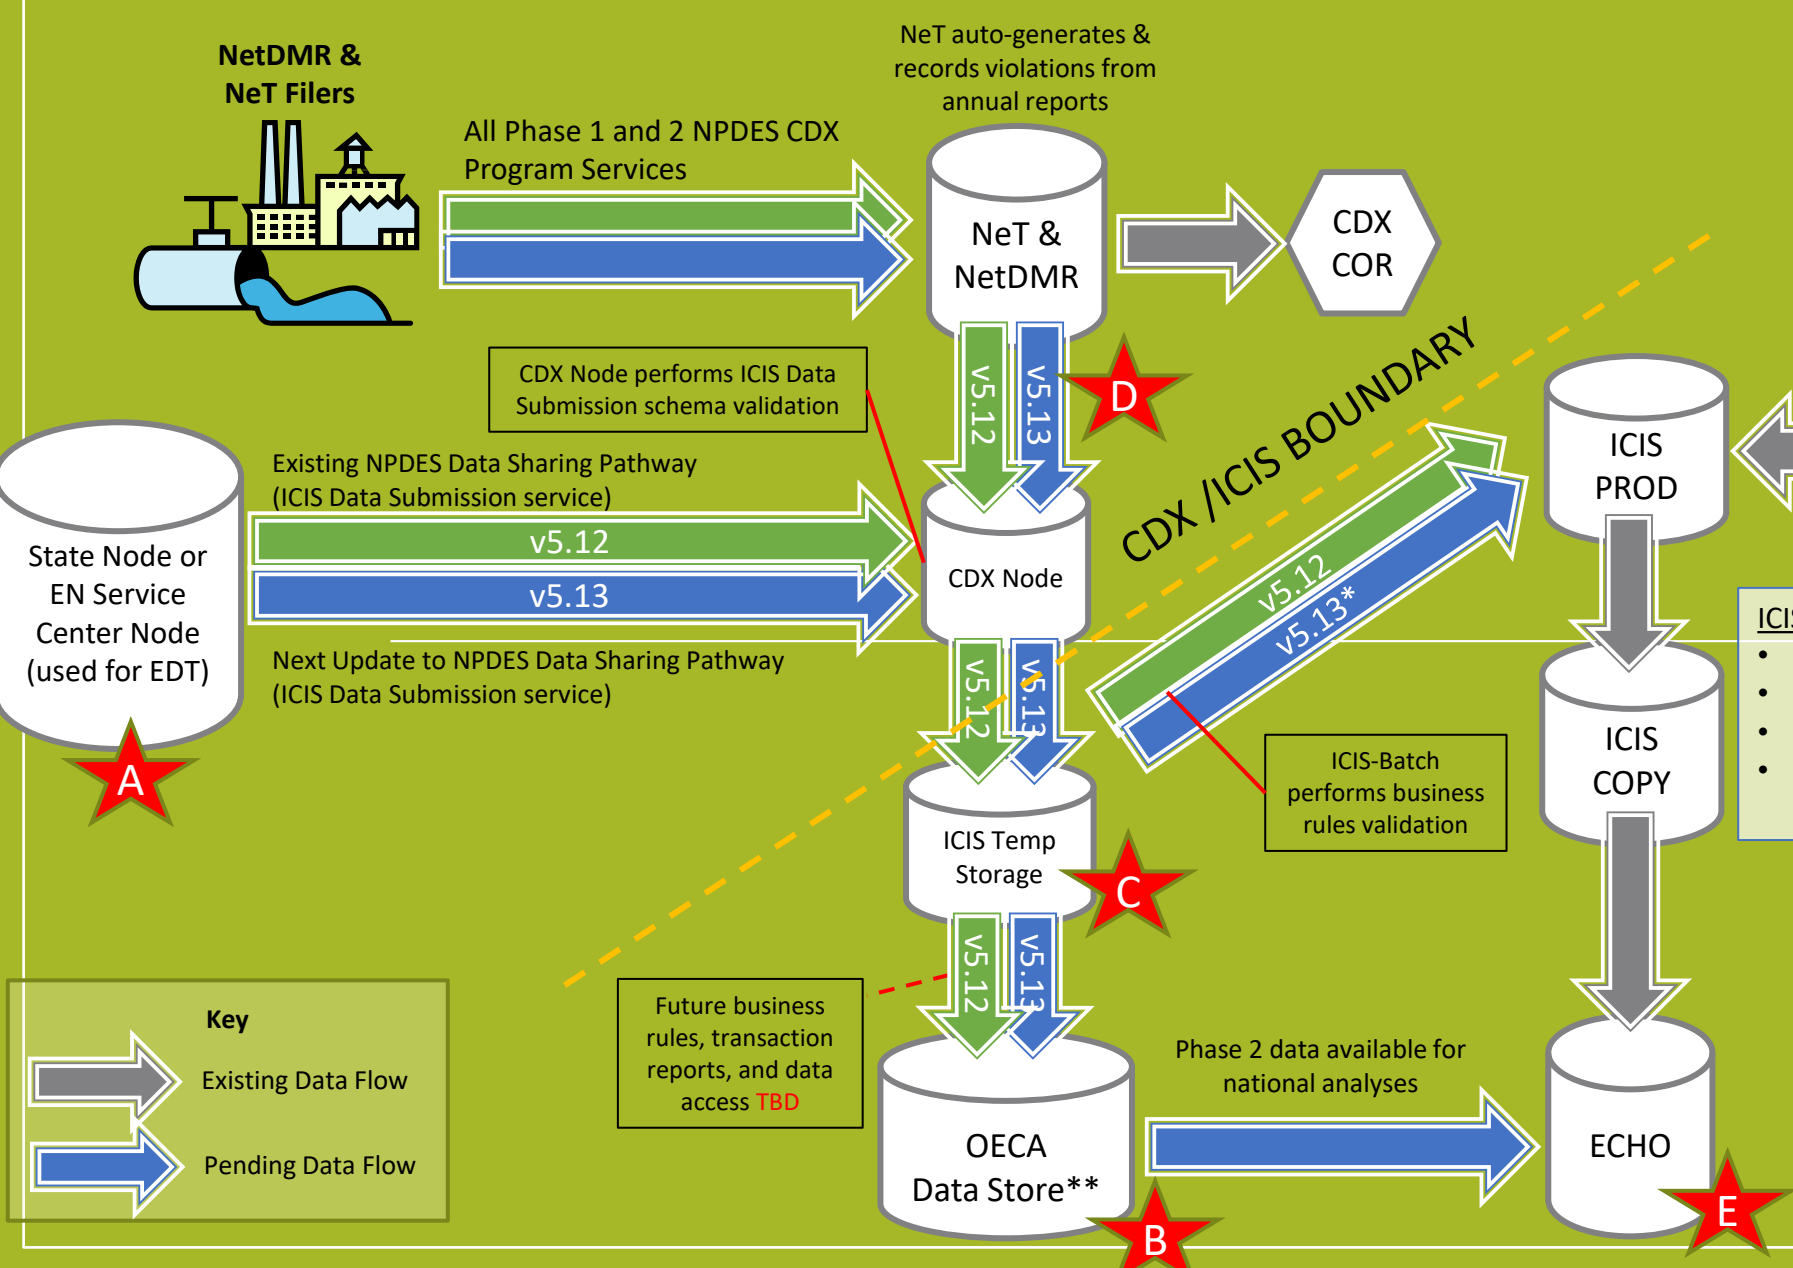 NetDMR &
NeT Filers
NeT auto-generates &
records violations from
annual reports
All Phase 1 and 2 NPDES CDX
Program Services
NeT &
NetDMR
CDX
COR
CDX Node performs ICIS Data
Submission schema validation
v5.12
v5.13
D
CDX /ICIS BOUNDARY
ICIS
PROD
Existing NPDES Data Sharing Pathway
(ICIS Data Submission service)
v5.12
v5.13
State Node or
EN Service
Center Node
(used for EDT)
CDX Node
v5.12
v5.13*
Next Update to NPDES Data Sharing Pathway
(ICIS Data Submission service)
A
v5.12
v5.13
ICIS
•
•
•
•
ICIS
COPY
ICIS-Batch
performs business
rules validation
ICIS Temp
Storage
C
v5.12
v5.13
Future business
rules, transaction
reports, and data
access TBD
Key
Existing Data Flow
Pending Data Flow
OECA
Data Store**
B
Phase 2 data available for
national analyses
ECHO
E